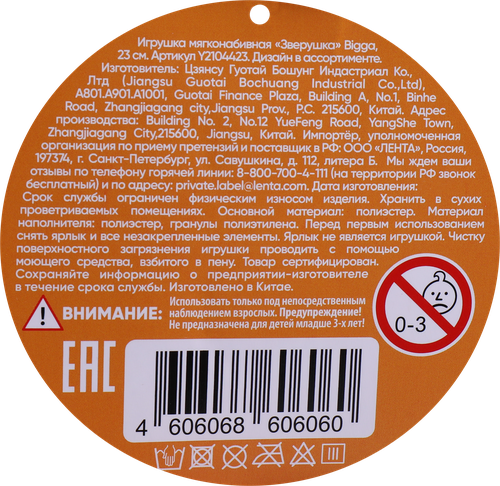 Игрушка мягконабивная «Зверушка» Bigga,
23 см. Артикул Y2104423. Дизайн в ассортименте.
Изготовитель: Цзянсу Гуотай Бошунг Индастриал Ко.,
Лтд (Jiangsu Guotai Bochuang Industrial Co.,Ltd),
A801.A901.A1001, Guotai Finance Plaza, Building A, No.1, Binhe
Road, Zhangjiagang city,Jiangsu Prov., P.C. 215600, Китай. Адрес
производства: Building No. 2, No.12 YueFeng Road, YangShe Town,
Zhangjiagang City,215600, Jiangsu, Китай. Импортёр, уполномоченная
организация по приему претензий и поставщик в РФ: ООО «ЛЕНТА», Россия,
197374, г. Санкт-Петербург, ул. Савушкина, д. 112, литера Б. Мы ждем ваши
отзывы по телефону горячей линии: 8-800-700-4-111 (на территории РФ звонок
бесплатный) и по адресу: private.label@lenta.com. Дата изготовления:
Срок службы ограничен физическим износом изделия. Хранить в сухих
проветриваемых помещениях. Основной материал: полиэстер. Материал
наполнителя: полиэстер, гранулы полиэтилена. Перед первым использованием
снять ярлык и все незакрепленные элементы. Ярлык не является игрушкой. Чистку
поверхностного загрязнения игрушки проводить с помощью
моющего средства, взбитого в пену. Товар сертифицирован.
Сохраняйте информацию о предприятии-изготовителе
в течение срока службы. Изготовлено в Китае.
ВНИМАНИЕ:
Использовать только под непосредственным
наблюдением взрослых. Предупреждение!
Не предназначена для детей младше 3-х лет!
0-3
EAC
4 606068 606060